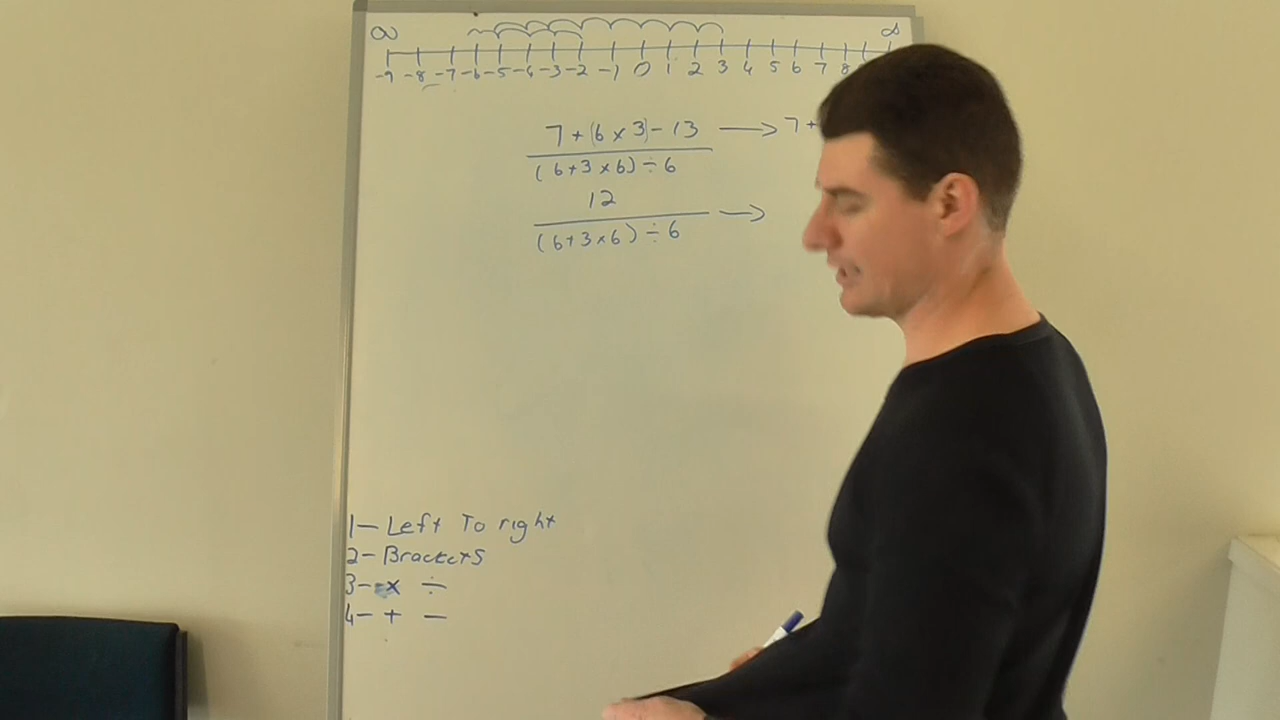 ∞ ∞
-9 -8 -7 -6 -5 -4 -3 -2 -1 0 1 2 3 4 5 6 7 8
7 + (6 × 3) - 13 → 7 +
(6 + 3 × 6) ÷ 6
12
(6 + 3 × 6) ÷ 6 →
1- Left To right
2- Brackets
3- × ÷
4- + -